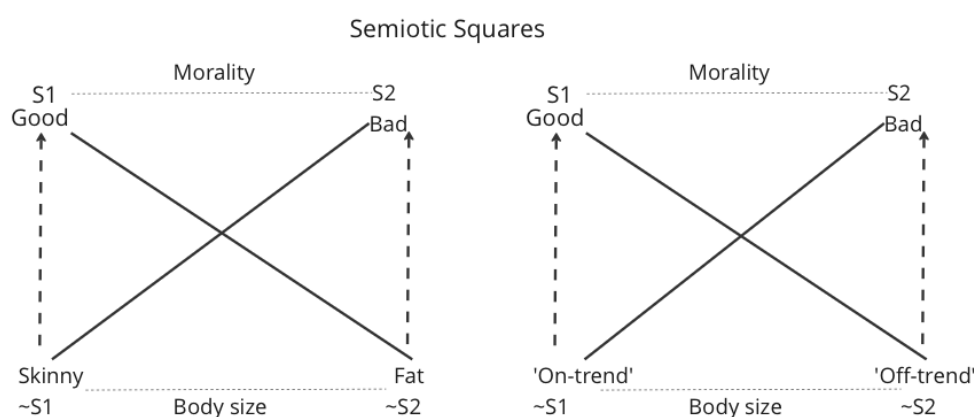 Semiotic Squares
Morality
S1
S2
Good
Bad
Skinny
Fat
~S1
Body size
~S2
Morality
S1
S2
Good
Bad
'On-trend'
'Off-trend'
~S1
Body size
~S2